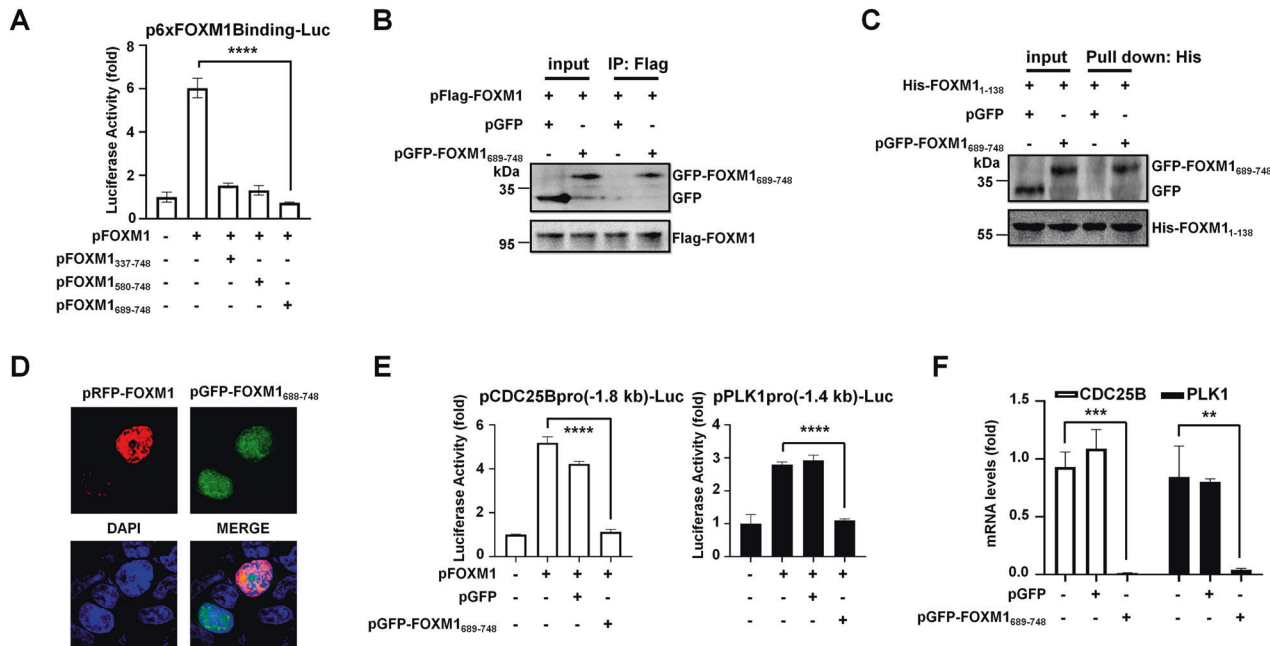 A
p6xFOXM1Binding-Luc
Luciferase Activity (fold)
8
6
4
2
0
****
pFOXM1 - + + + +
pFOXM1337-748 - - + - -
pFOXM1580-748 - - - + -
pFOXM1689-748 - - - - +
B
input IP: Flag
pFlag-FOXM1 + + + +
pGFP + - + -
pGFP-FOXM1689-748 - + - +
kDa
35
GFP-FOXM1689-748
GFP
95
Flag-FOXM1
C
input Pull down: His
His-FOXM11-138 + + + +
pGFP + - + -
pGFP-FOXM1689-748 - + - +
kDa
35
GFP-FOXM1689-748
GFP
55
His-FOXM11-138
D
pRFP-FOXM1 pGFP-FOXM1688-748
DAPI MERGE
E
pCDC25Bpro(-1.8 kb)-Luc
Luciferase Activity (fold)
6
4
2
0
****
pFOXM1 - + + +
pGFP - - + -
pGFP-FOXM1689-748 - - - +
pPLK1pro(-1.4 kb)-Luc
Luciferase Activity (fold)
4
3
2
1
0
****
- + + +
- - + -
- - - +
F
CDC25B PLK1
mRNA levels (fold)
1.5
1.0
0.5
0.0
*** **
pGFP - + - - + -
pGFP-FOXM1689-748 - - + - - +